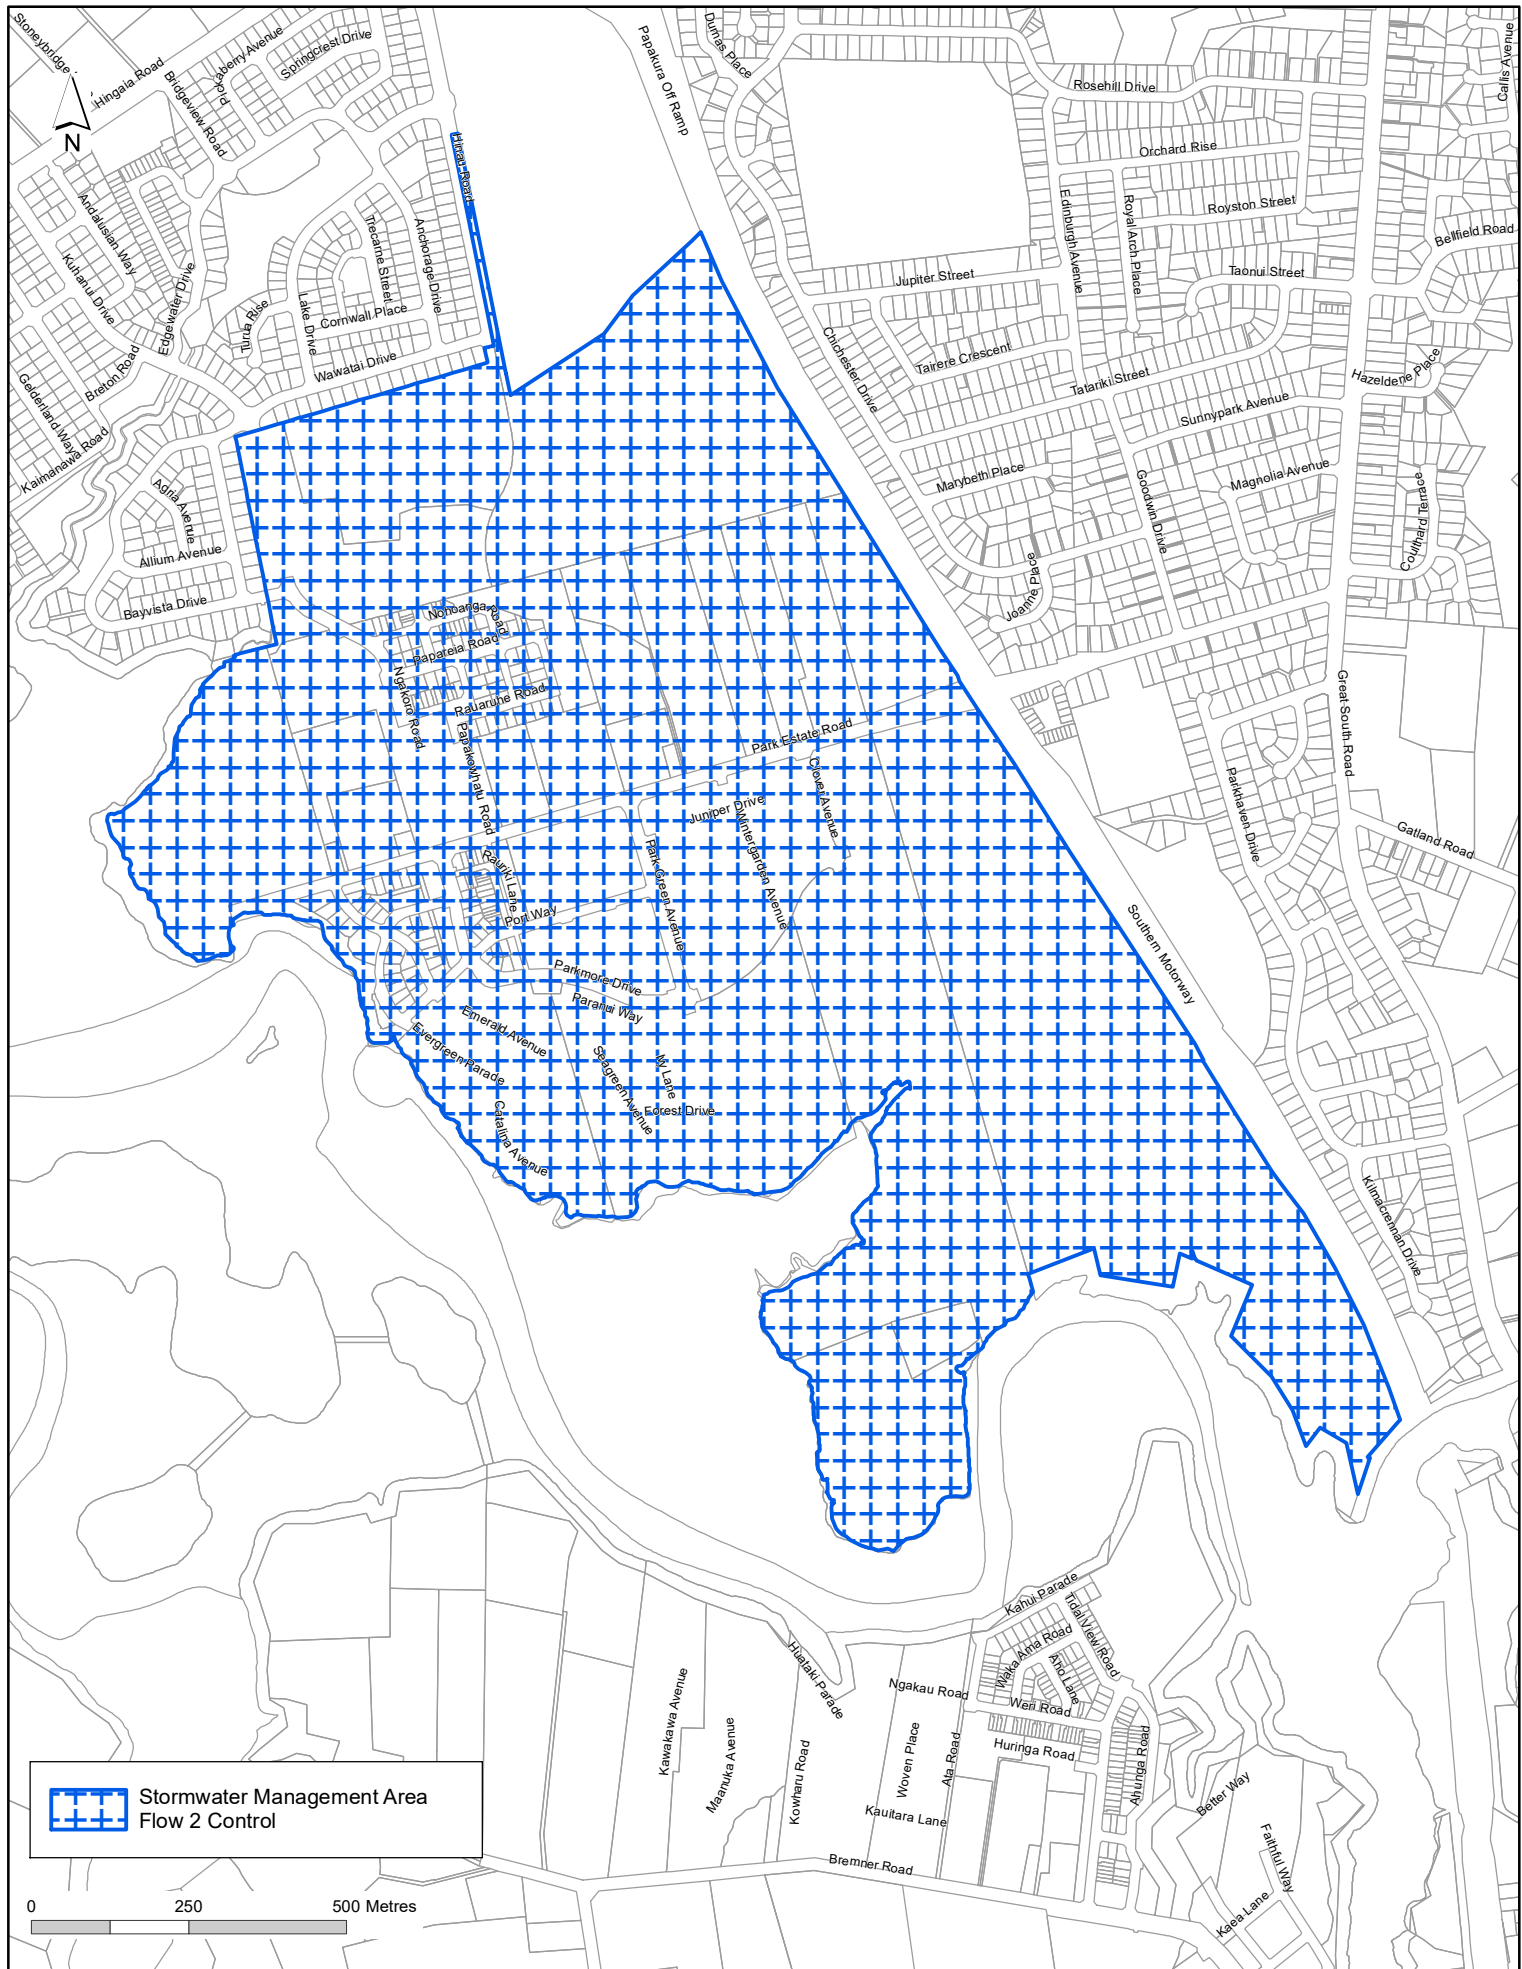 Stoneybridge
Hingaia Road
Bridgeview Road
Springcrest Drive
Papakura Off Ramp
Dumas Place
Rosehill Drive
Callis Avenue
N
Hinau Road
Orchard Rise
Andalusian Way
Kuhanui Drive
Edgewater Drive
Trecarne Street
Anchorage Drive
Edinburgh Avenue
Royal Arch Place
Royston Street
Bellfield Road
Taonui Street
Jupiter Street
Lake Drive
Cornwall Place
Turua Rise
Wawatai Drive
Breton Road
Gelderland Way
Kaimanawa Road
Chichester Drive
Tairere Crescent
Tatariki Street
Hazeldene Place
Sunnypark Avenue
Marybeth Place
Goodwin Drive
Magnolia Avenue
Coulthard Terrace
Agria Avenue
Allium Avenue
Bayvista Drive
Joanne Place
Nohoanga Road
Papareia Road
Ngakoro Road
Rauaruhe Road
Papakowhatu Road
Park Estate Road
Great South Road
Juniper Drive
Clover Avenue
Wintergarden Avenue
Parkhaven Drive
Gatland Road
Rauriki Lane
Park Green Avenue
Port Way
Southern Motorway
Parkmore Drive
Paranui Way
Emerald Avenue
Evergreen Parade
Seagreen Avenue
Ivy Lane
Forest Drive
Catalina Avenue
Kilmacrennan Drive
Kahui Parade
Tidal View Road
Waka Ama Road
Aho Lane
Huataki Parade
Ngakau Road
Weri Road
Kawakawa Avenue
Maanuka Avenue
Kowharu Road
Woven Place
Ata Road
Huringa Road
Ahunga Road
Kauitara Lane
Better Way
Faithful Way
Bremner Road
Kaea Lane
Stormwater Management Area
Flow 2 Control
0 250 500 Metres